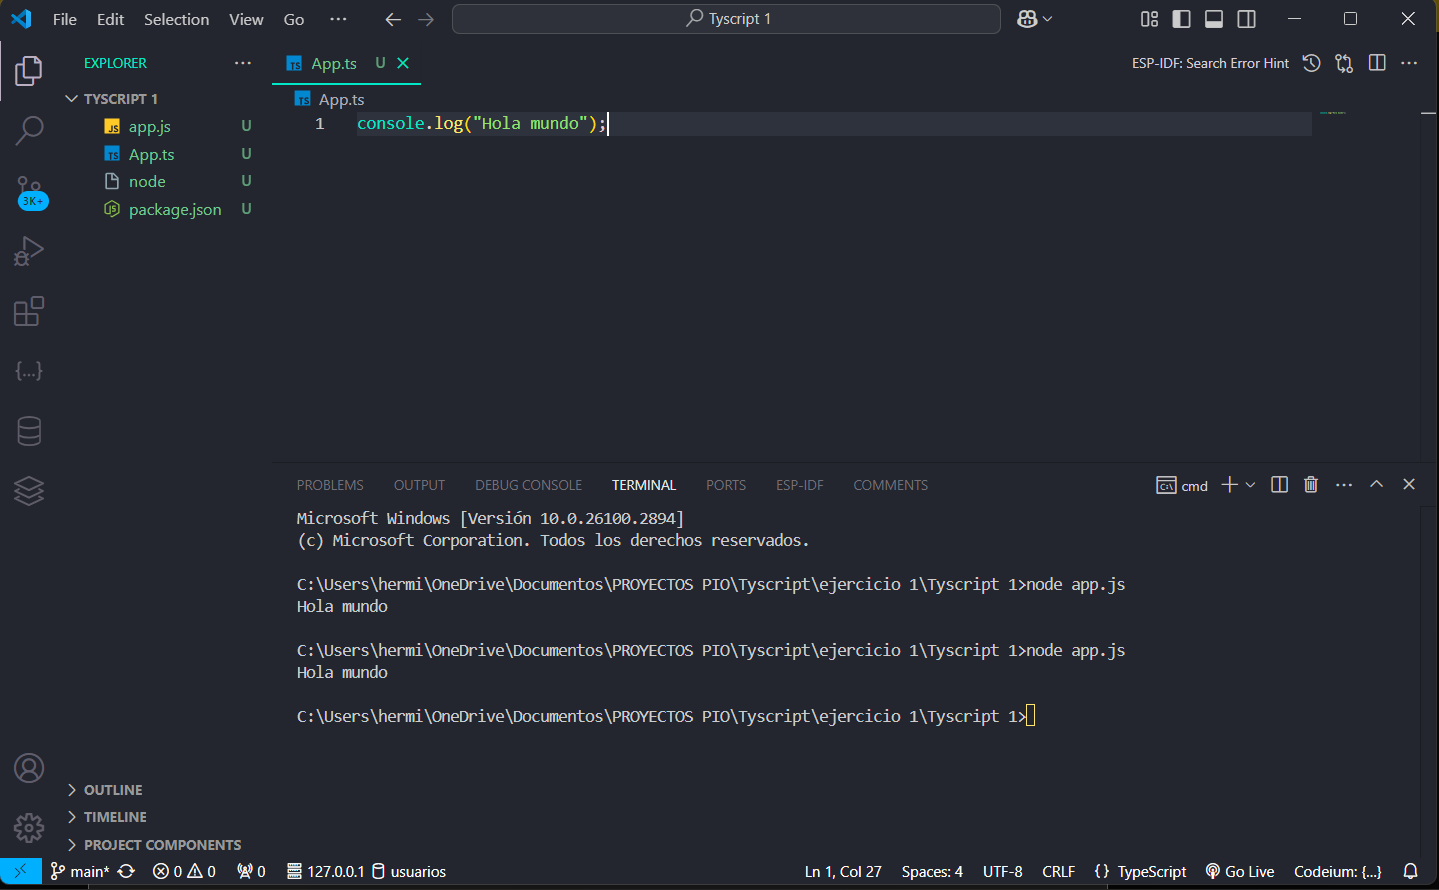 File Edit Selection View Go ··· Tyscript 1
EXPLORER ···
TYSCRIPT 1
JS app.js U
TS App.ts U
node U
JS package.json U
3K+
{...}
TS App.ts U
ESP-IDF: Search Error Hint
TS App.ts
1 console.log("Hola mundo");
PROBLEMS OUTPUT DEBUG CONSOLE TERMINAL PORTS ESP-IDF COMMENTS
cmd
Microsoft Windows [Versión 10.0.26100.2894]
(c) Microsoft Corporation. Todos los derechos reservados.
C:\Users\hermi\OneDrive\Documentos\PROYECTOS PIO\Tyscript\ejercicio 1\Tyscript 1>node app.js
Hola mundo
C:\Users\hermi\OneDrive\Documentos\PROYECTOS PIO\Tyscript\ejercicio 1\Tyscript 1>node app.js
Hola mundo
C:\Users\hermi\OneDrive\Documentos\PROYECTOS PIO\Tyscript\ejercicio 1\Tyscript 1>
OUTLINE
TIMELINE
PROJECT COMPONENTS
main* 0 0 0 127.0.0.1 usuarios Ln 1, Col 27 Spaces: 4 UTF-8 CRLF {} TypeScript Go Live Codeium: {...}